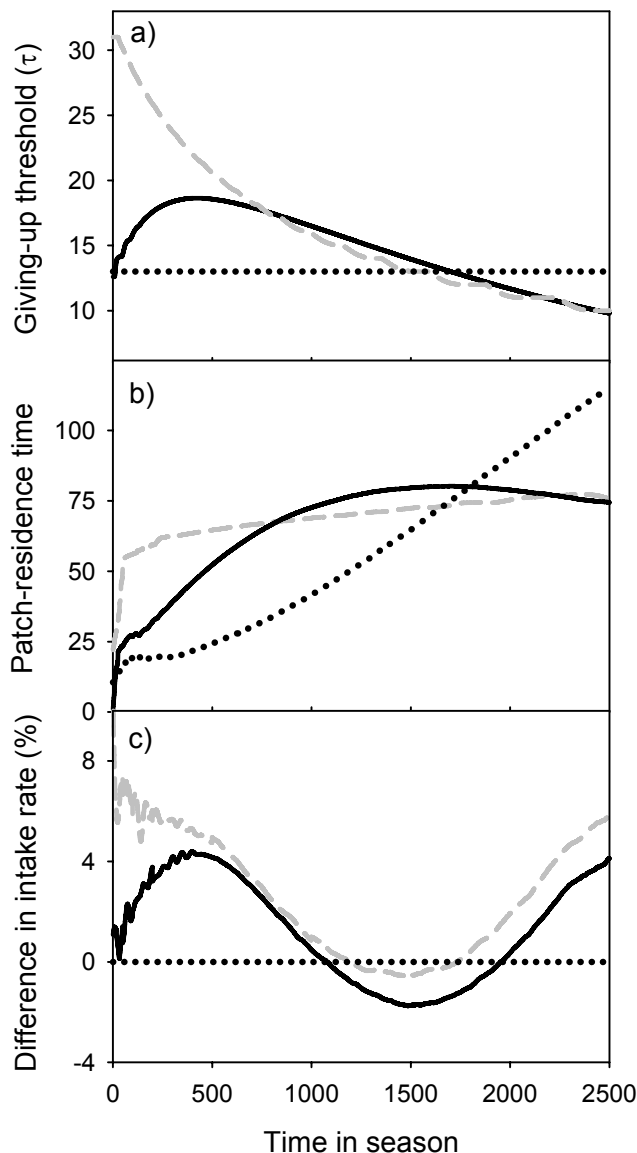 a)
Giving-up threshold (τ)
30
25
20
15
10
b)
Patch-residence time
100
75
50
25
0
c)
Difference in intake rate (%)
8
4
0
-4
0 500 1000 1500 2000 2500
Time in season